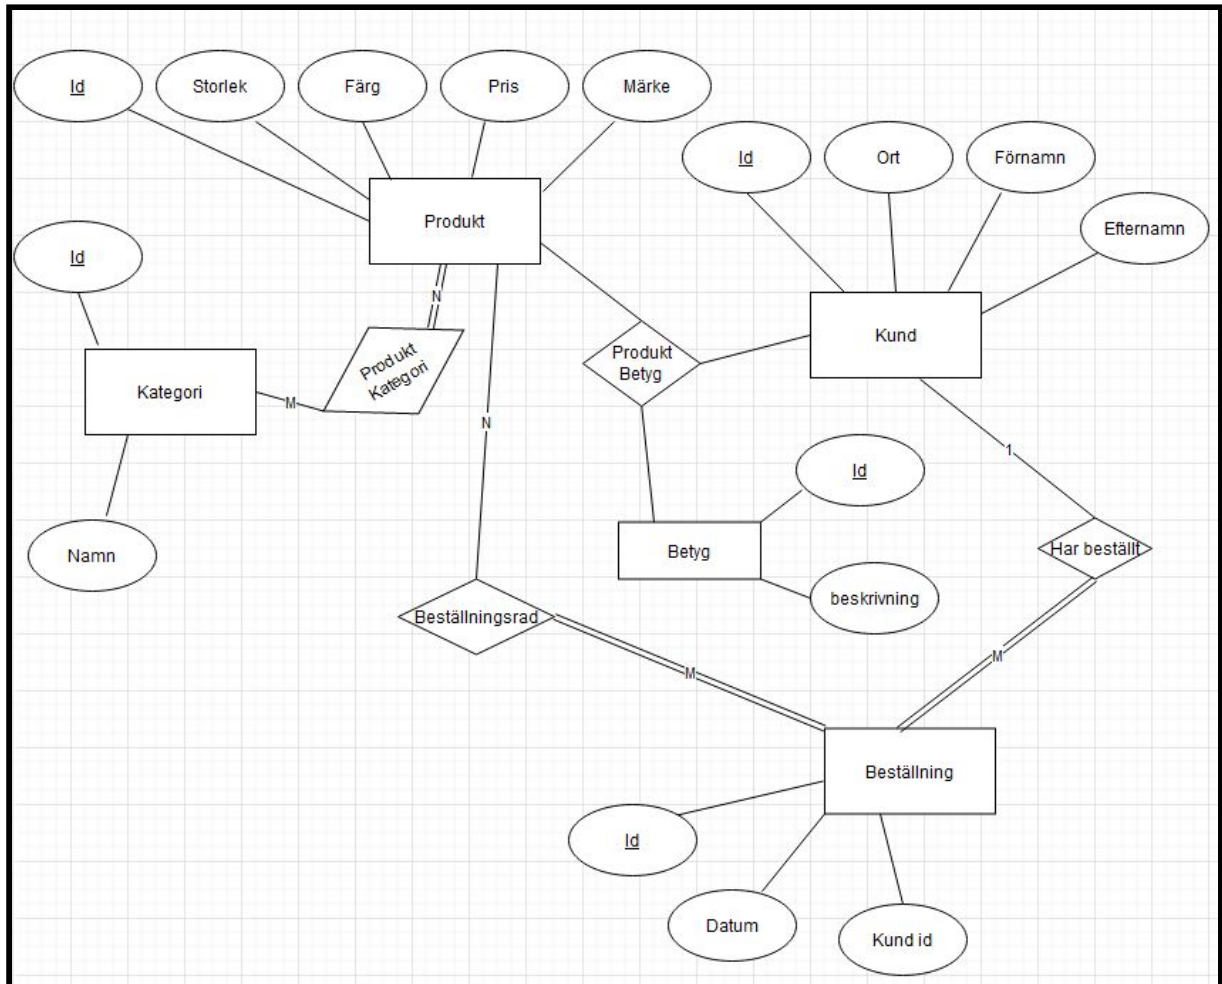 Id
Storlek
Färg
Pris
Märke
Id
Ort
Förnamn
Efternamn
Produkt
Id
N
Kund
Produkt
Kategori
Produkt
Betyg
Kategori
M
N
1
Id
Namn
Betyg
Har beställt
beskrivning
Beställningsrad
M
M
Beställning
Id
Datum
Kund id